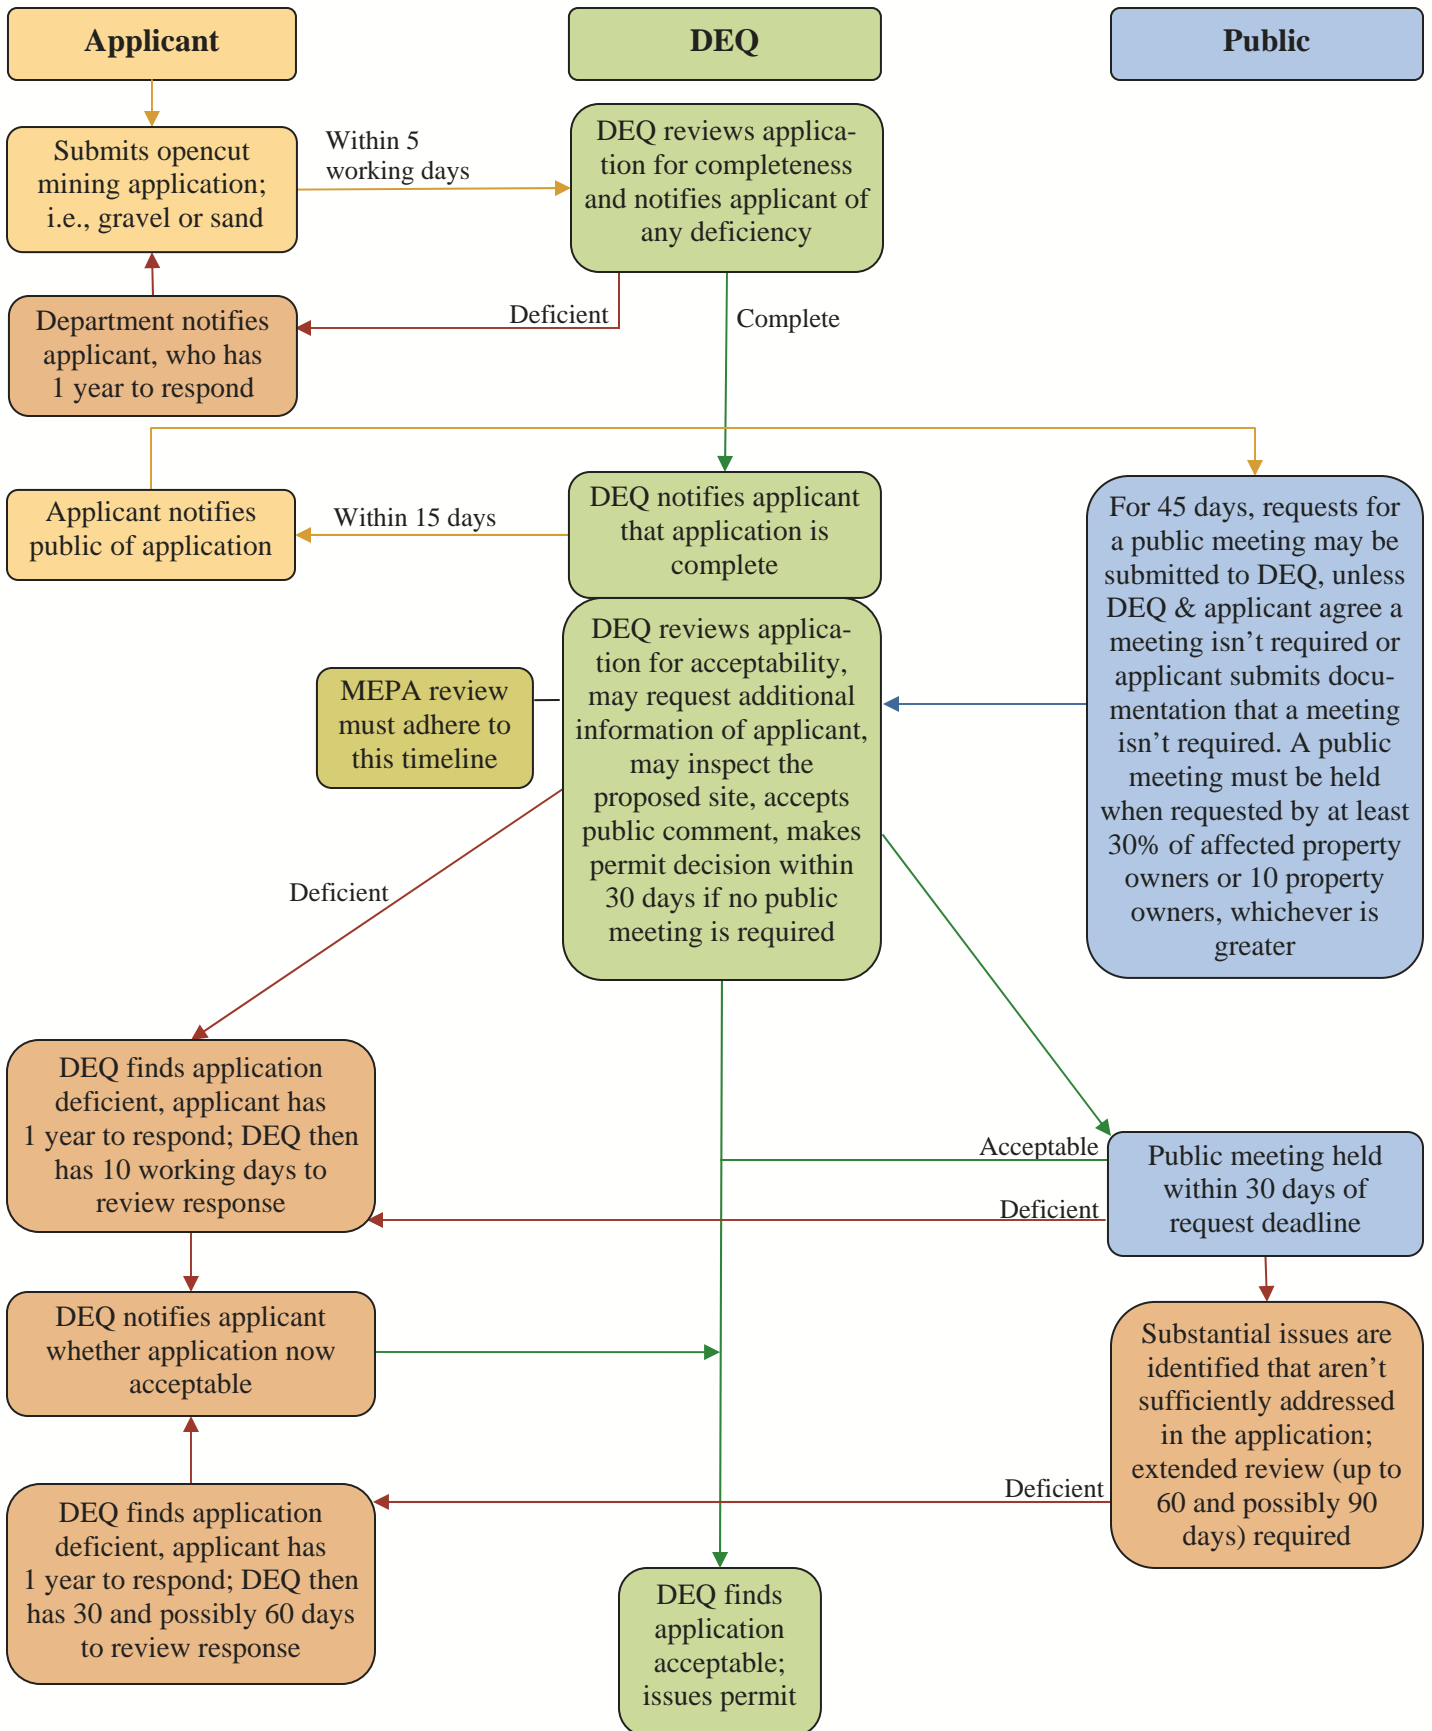 Applicant
DEQ
Public
Submits opencut
mining application;
i.e., gravel or sand
Within 5
working days
DEQ reviews applica-
tion for completeness
and notifies applicant of
any deficiency
Department notifies
applicant, who has
1 year to respond
Deficient
Complete
Applicant notifies
public of application
Within 15 days
DEQ notifies applicant
that application is
complete
For 45 days, requests for
a public meeting may be
submitted to DEQ, unless
DEQ & applicant agree a
meeting isn’t required or
applicant submits docu-
mentation that a meeting
isn’t required. A public
meeting must be held
when requested by at least
30% of affected property
owners or 10 property
owners, whichever is
greater
MEPA review
must adhere to
this timeline
DEQ reviews applica-
tion for acceptability,
may request additional
information of applicant,
may inspect the
proposed site, accepts
public comment, makes
permit decision within
30 days if no public
meeting is required
Deficient
DEQ finds application
deficient, applicant has
1 year to respond; DEQ then
has 10 working days to
review response
Acceptable
Deficient
Public meeting held
within 30 days of
request deadline
DEQ notifies applicant
whether application now
acceptable
Substantial issues are
identified that aren’t
sufficiently addressed
in the application;
extended review (up to
60 and possibly 90
days) required
Deficient
DEQ finds application
deficient, applicant has
1 year to respond; DEQ then
has 30 and possibly 60 days
to review response
DEQ finds
application
acceptable;
issues permit